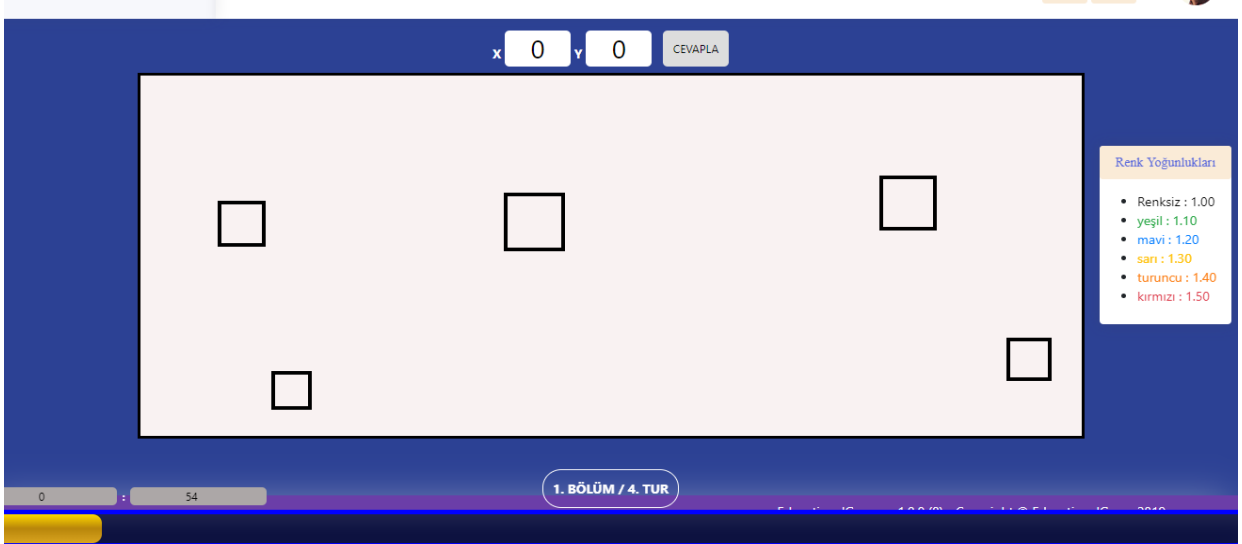 X 0 Y 0 CEVAPLA
Renk Yoğunlukları
Renksiz : 1.00
yeşil : 1.10
mavi : 1.20
sarı : 1.30
turuncu : 1.40
kırmızı : 1.50
1. BÖLÜM / 4. TUR
0 : 54